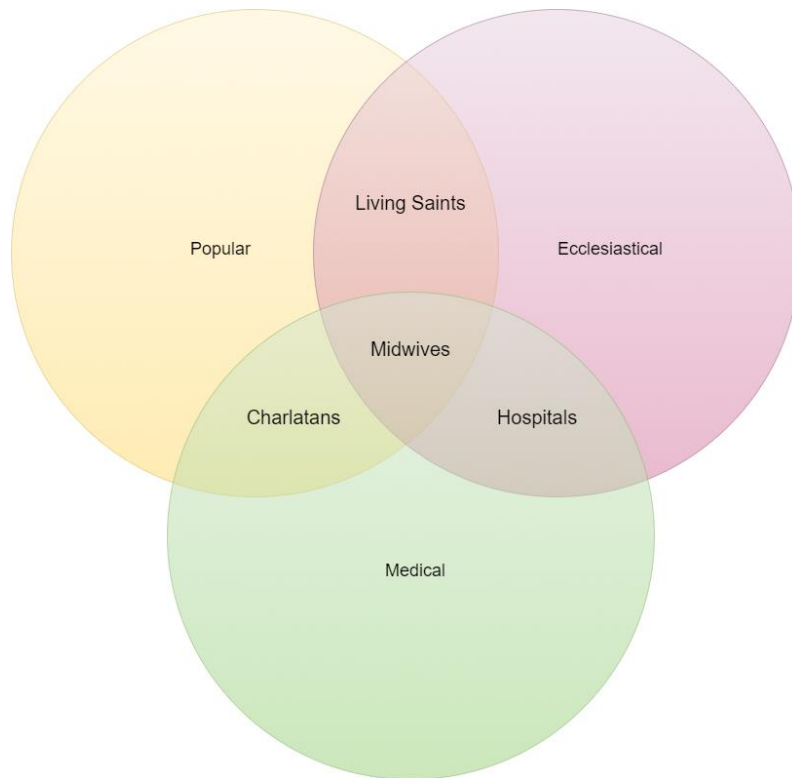 Living Saints
Popular
Ecclesiastical
Midwives
Charlatans
Hospitals
Medical